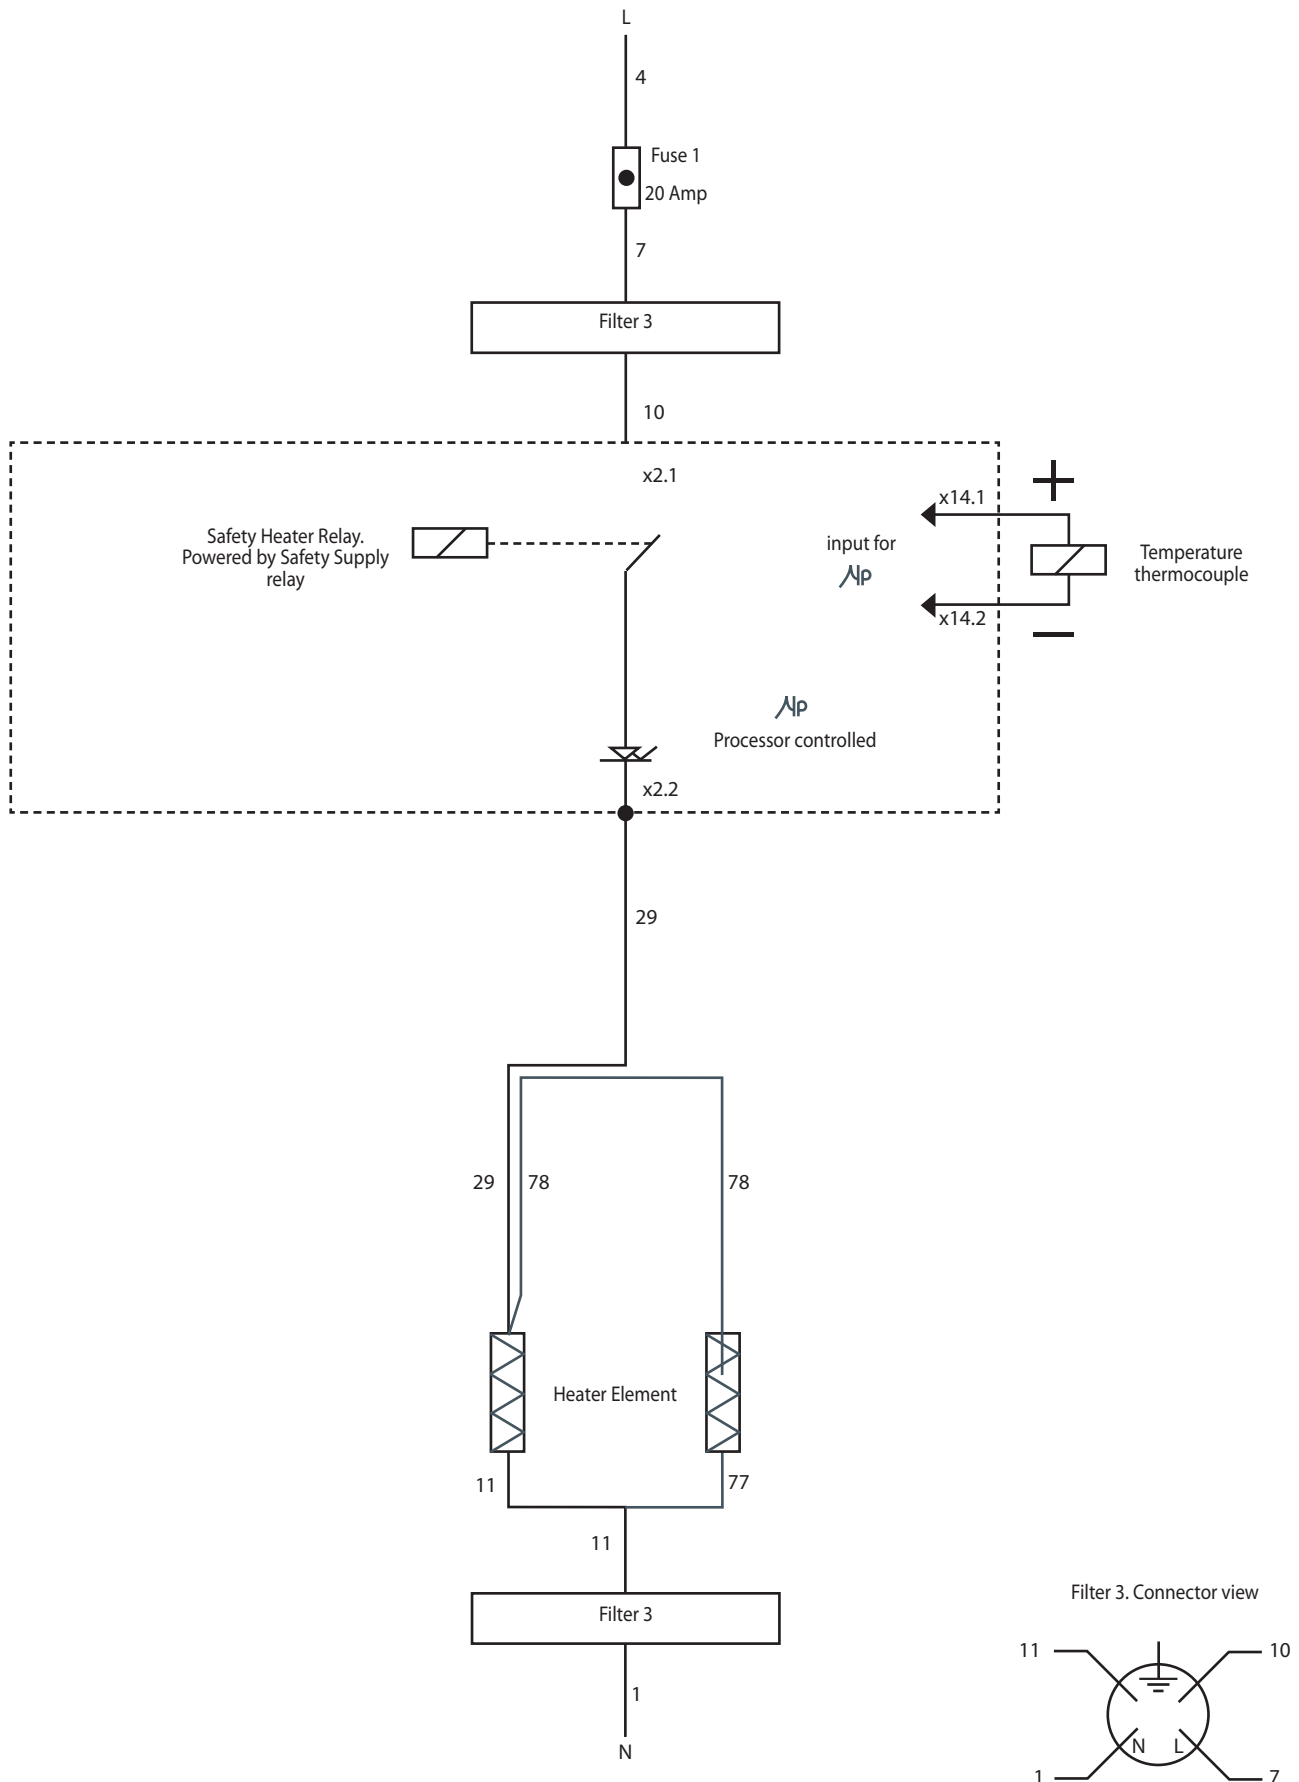 L
4
Fuse 1
20 Amp
7
Filter 3
10
x2.1
x14.1
+
Safety Heater Relay.
Powered by Safety Supply
relay
input for
μp
Temperature
thermocouple
x14.2
−
μp
Processor controlled
x2.2
29
29
78
78
Heater Element
11
77
11
Filter 3
1
N
Filter 3. Connector view
11
10
N
L
1
7